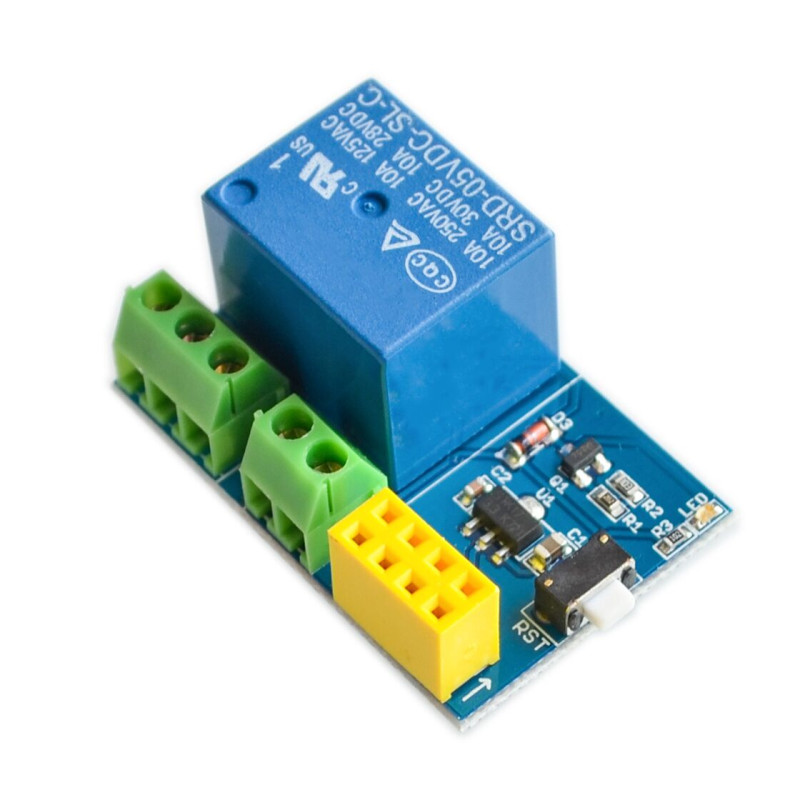 SRD-05VDC-SL-C
10A 30VDC 10A 28VDC
10A 250VAC 10A 125VAC
CQC
c
US
1
D3
C2
U1
Q1
R2
R1
LED
R3
C1
RST